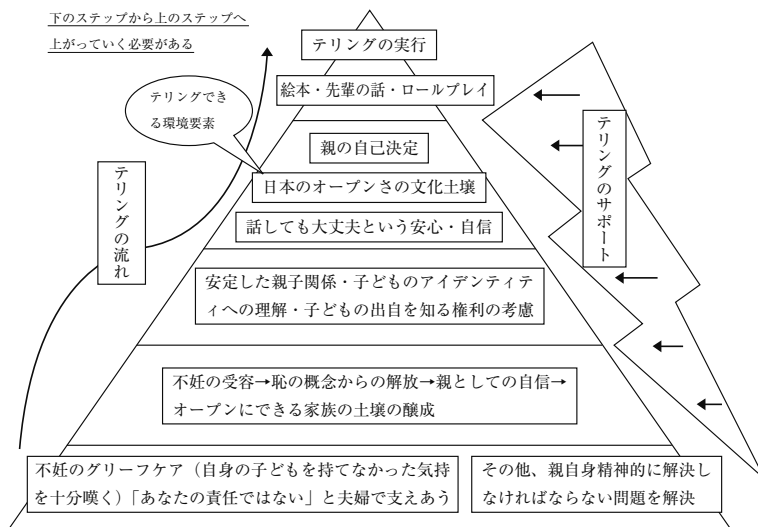 下のステップから上のステップへ
上がっていく必要がある
テリングの実行
絵本・先輩の話・ロールプレイ
テリングでき
る環境要素
親の自己決定
日本のオープンさの文化土壌
話しても大丈夫という安心・自信
テリングの流れ
テリングのサポート
安定した親子関係・子どものアイデンティテ
ィへの理解・子どもの出自を知る権利の考慮
不妊の受容→恥の概念からの解放→親としての自信→
オープンにできる家族の土壌の醸成
不妊のグリーフケア（自身の子どもを持てなかった気持
を十分嘆く）「あなたの責任ではない」と夫婦で支えあう
その他、親自身精神的に解決し
なければならない問題を解決